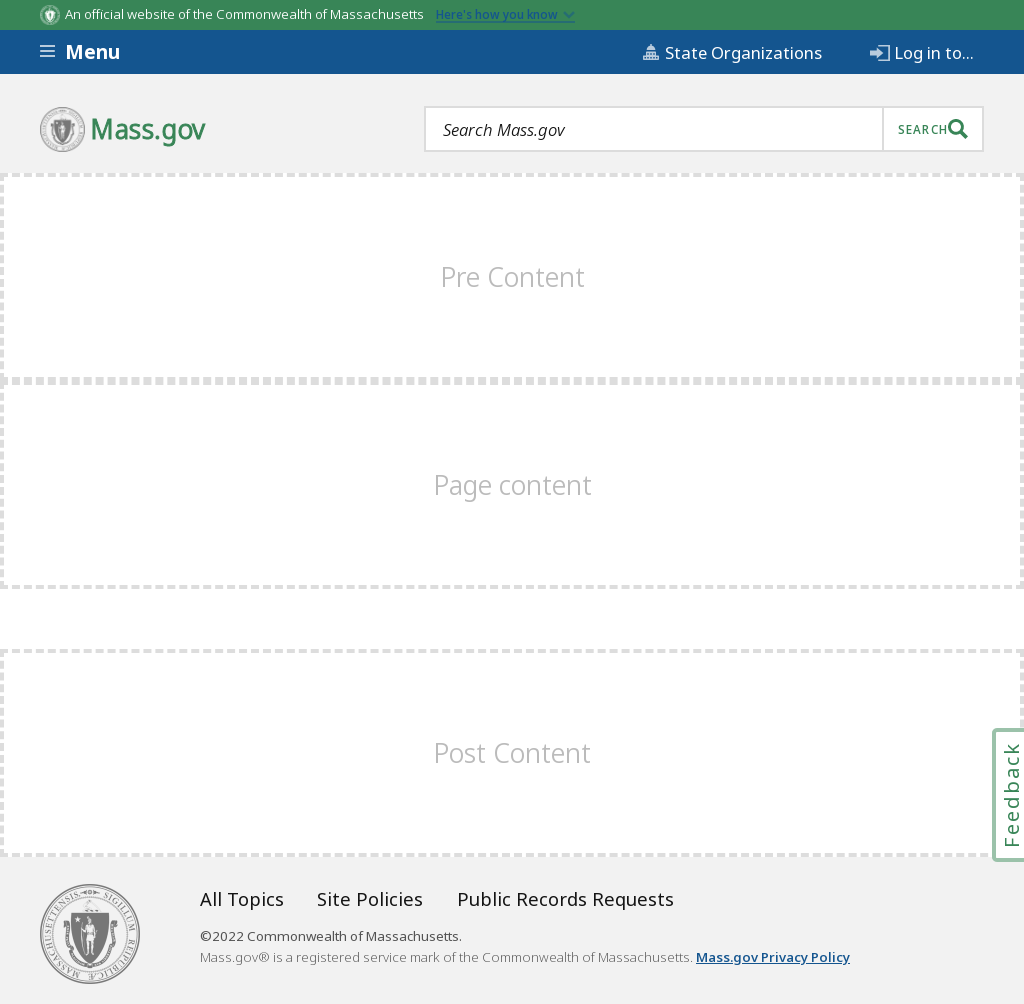 An official website of the Commonwealth of Massachusetts Here's how you know
Menu
State Organizations
Log in to...
Mass.gov
Search Mass.gov
SEARCH
Pre Content
Page content
Post Content
Feedback
All Topics Site Policies Public Records Requests
©2022 Commonwealth of Massachusetts.
Mass.gov® is a registered service mark of the Commonwealth of Massachusetts. Mass.gov Privacy Policy